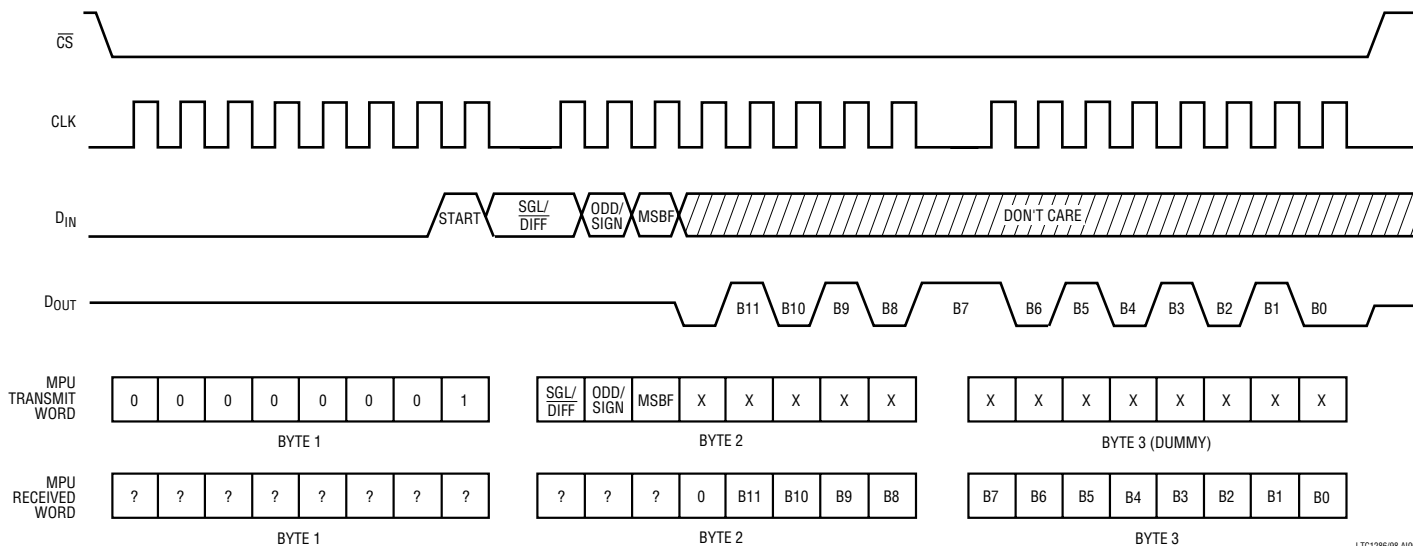 CS
CLK
DIN
START SGL/ DIFF ODD/ SIGN MSBF DON'T CARE
DOUT
B11 B10 B9 B8 B7 B6 B5 B4 B3 B2 B1 B0
MPU TRANSMIT WORD
0 0 0 0 0 0 0 1
SGL/ DIFF ODD/ SIGN MSBF X X X X X
X X X X X X X X
BYTE 1 BYTE 2 BYTE 3 (DUMMY)
MPU RECEIVED WORD
? ? ? ? ? ? ? ?
? ? ? 0 B11 B10 B9 B8
B7 B6 B5 B4 B3 B2 B1 B0
BYTE 1 BYTE 2 BYTE 3